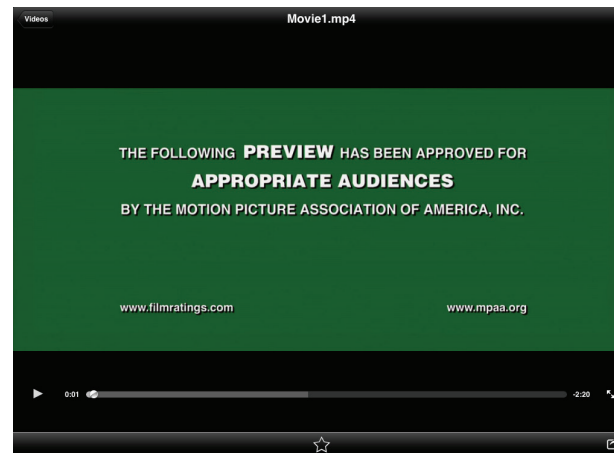 Videos
Movie1.mp4
THE FOLLOWING PREVIEW HAS BEEN APPROVED FOR
APPROPRIATE AUDIENCES
BY THE MOTION PICTURE ASSOCIATION OF AMERICA, INC.
www.filmratings.com www.mpaa.org
0:01 -2:20